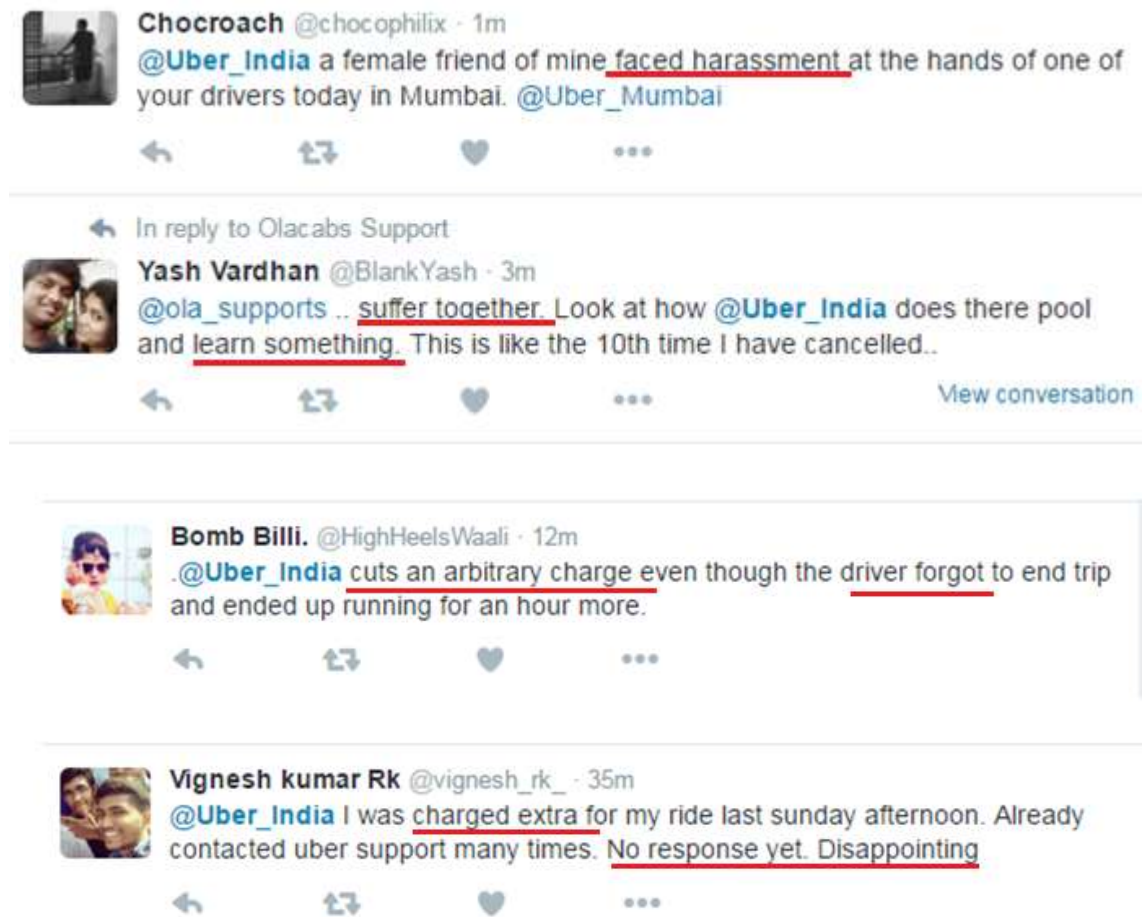 Chocroach @chocophilix · 1m
@Uber_India a female friend of mine faced harassment at the hands of one of
your drivers today in Mumbai. @Uber_Mumbai
In reply to Olacabs Support
Yash Vardhan @BlankYash · 3m
@ola_supports .. suffer together. Look at how @Uber_India does there pool
and learn something. This is like the 10th time I have cancelled..
View conversation
Bomb Billi. @HighHeelsWaali · 12m
.@Uber_India cuts an arbitrary charge even though the driver forgot to end trip
and ended up running for an hour more.
Vignesh kumar Rk @vignesh_rk_ · 35m
@Uber_India I was charged extra for my ride last sunday afternoon. Already
contacted uber support many times. No response yet. Disappointing